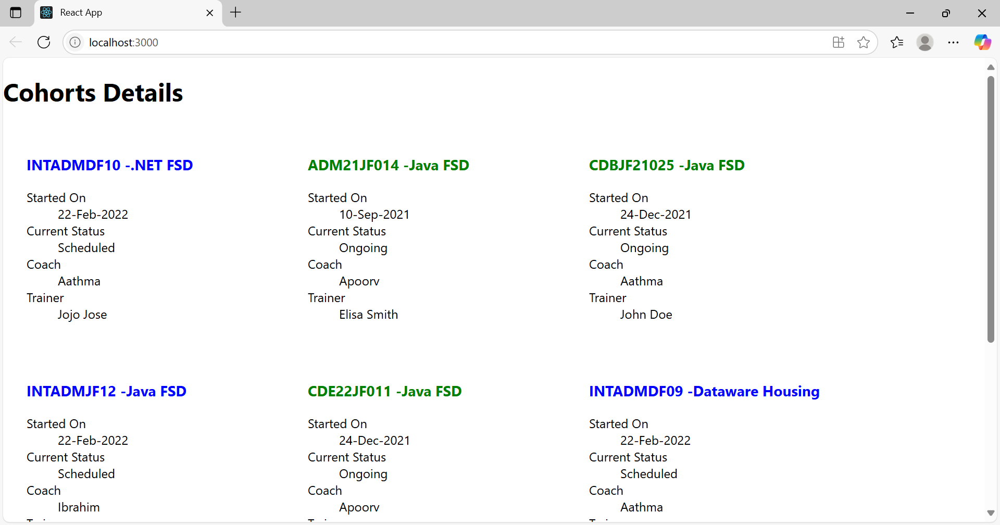 React App
localhost:3000
Cohorts Details
INTADMDF10 -.NET FSD
Started On
22-Feb-2022
Current Status
Scheduled
Coach
Aathma
Trainer
Jojo Jose
ADM21JF014 -Java FSD
Started On
10-Sep-2021
Current Status
Ongoing
Coach
Apoorv
Trainer
Elisa Smith
CDBJF21025 -Java FSD
Started On
24-Dec-2021
Current Status
Ongoing
Coach
Aathma
Trainer
John Doe
INTADMJF12 -Java FSD
Started On
22-Feb-2022
Current Status
Scheduled
Coach
Ibrahim
CDE22JF011 -Java FSD
Started On
24-Dec-2021
Current Status
Ongoing
Coach
Apoorv
INTADMDF09 -Dataware Housing
Started On
22-Feb-2022
Current Status
Scheduled
Coach
Aathma